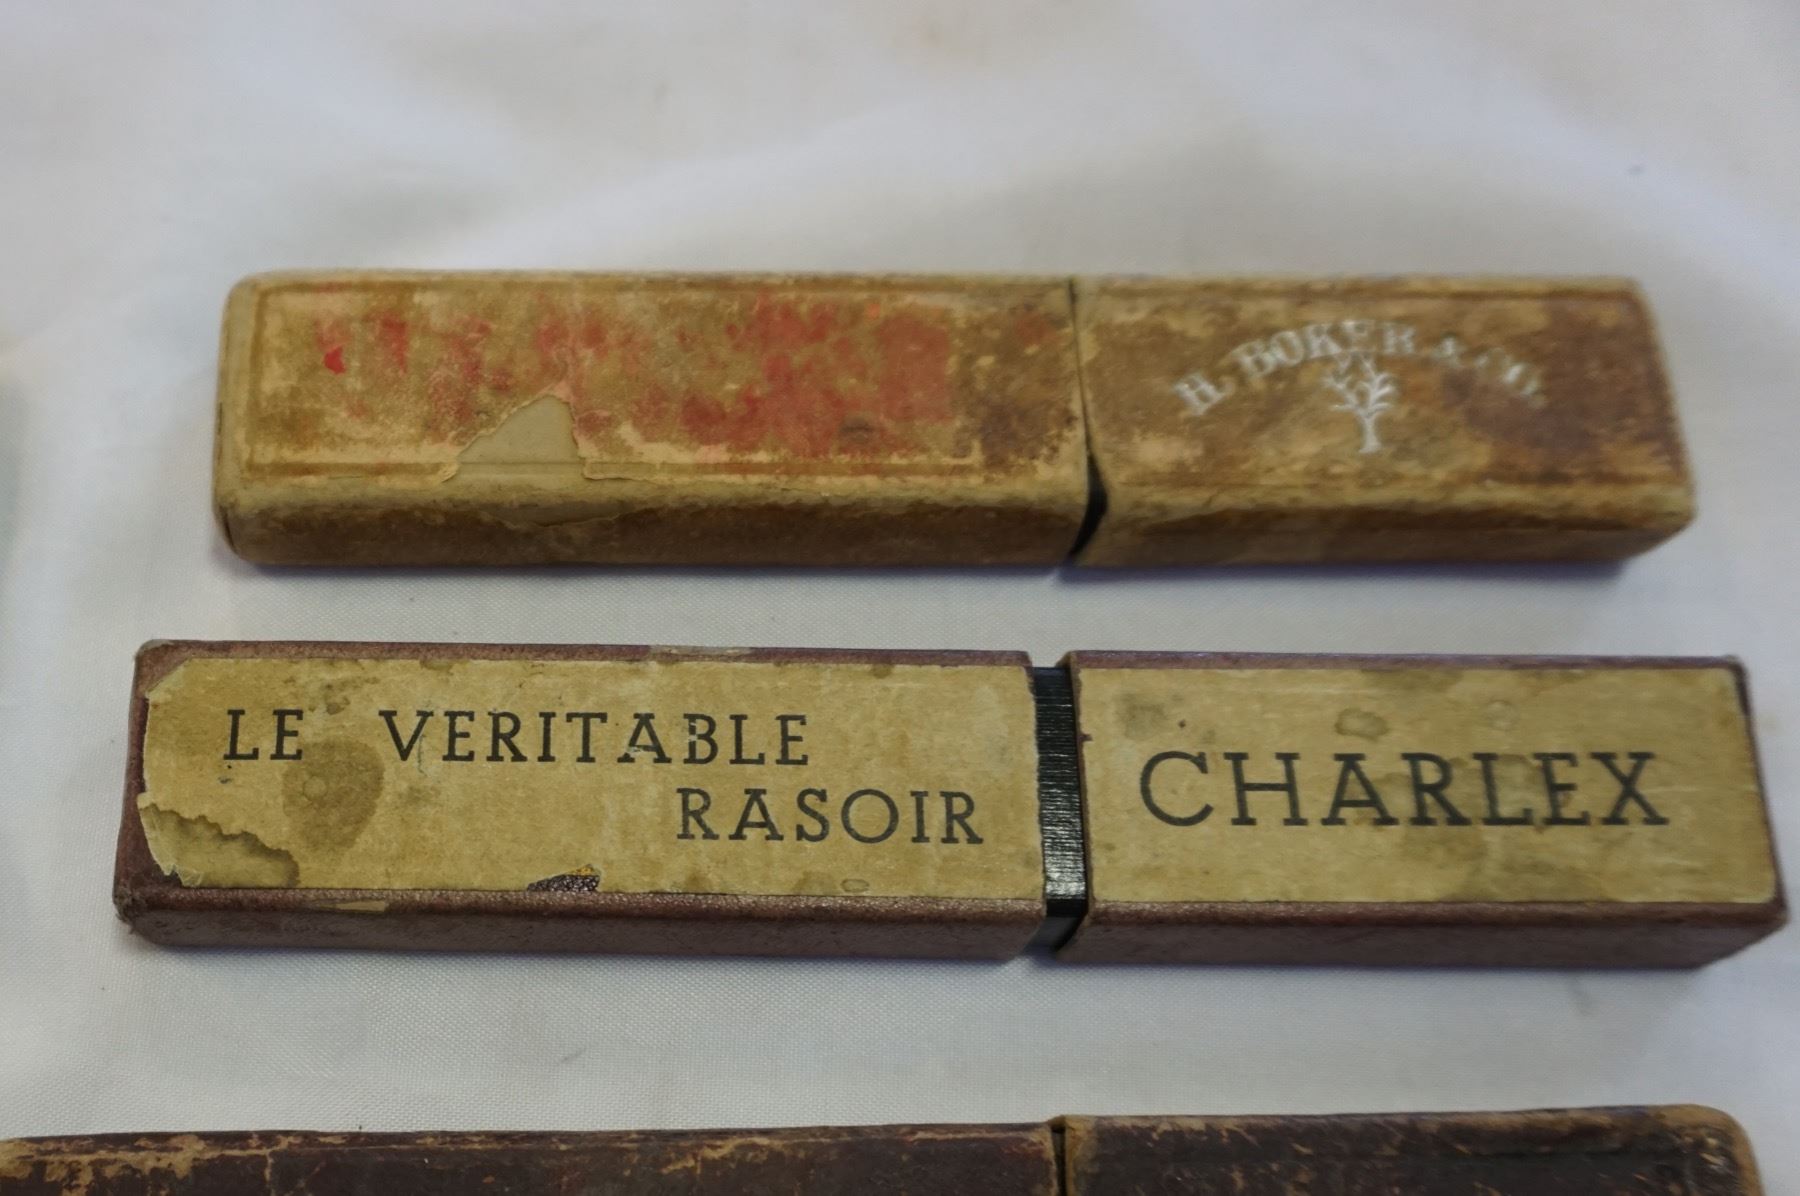 H. BOKER & Co.
LE VERITABLE
RASOIR
CHARLEX